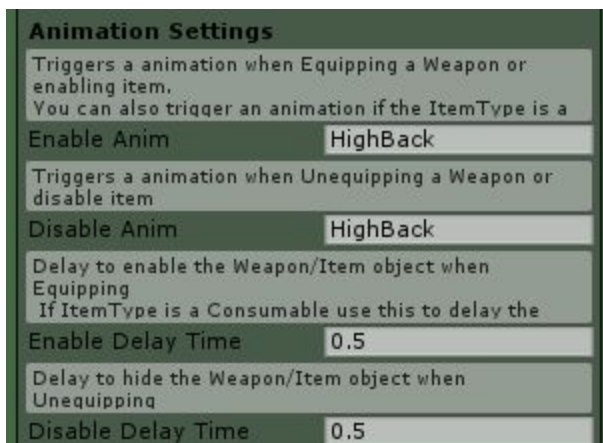 Animation Settings
Triggers a animation when Equipping a Weapon or
enabling item.
You can also trigger an animation if the ItemType is a
Enable Anim
HighBack
Triggers a animation when Unequipping a Weapon or
disable item
Disable Anim
HighBack
Delay to enable the Weapon/Item object when
Equipping
If ItemType is a Consumable use this to delay the
Enable Delay Time
0.5
Delay to hide the Weapon/Item object when
Unequipping
Disable Delay Time
0.5